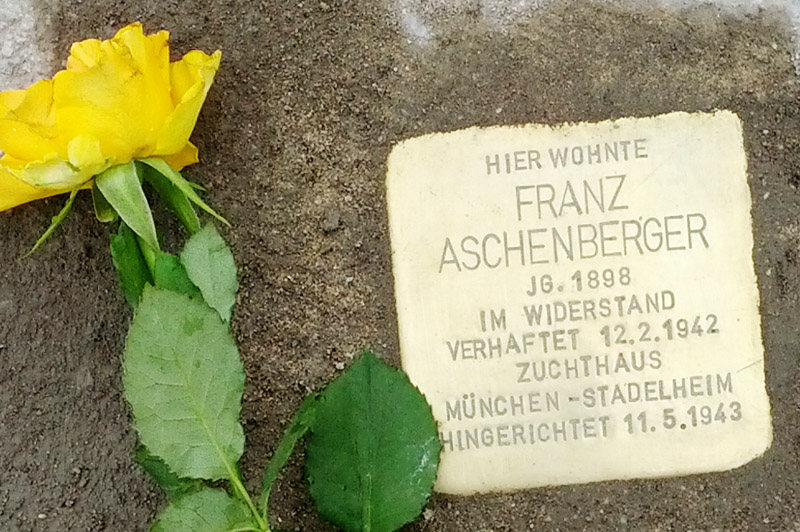 HIER WOHNTE
FRANZ
ASCHENBERGER
JG. 1898
IM WIDERSTAND
VERHAFTET 12.2.1942
ZUCHTHAUS
MÜNCHEN-STADELHEIM
HINGERICHTET 11.5.1943